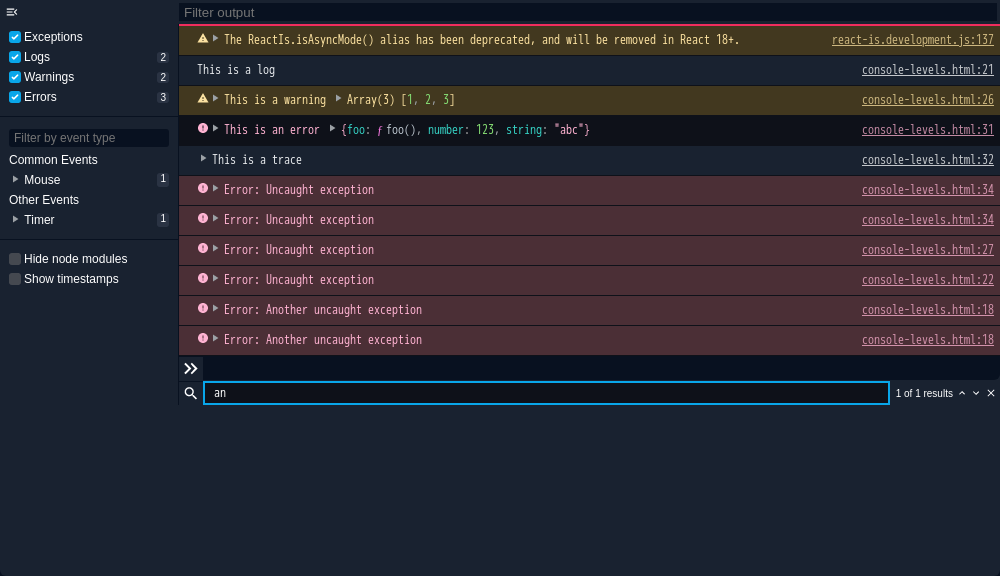 Filter output
Exceptions
Logs 2
Warnings 2
Errors 3
Filter by event type
Common Events
Mouse 1
Other Events
Timer 1
Hide node modules
Show timestamps
The ReactIs.isAsyncMode() alias has been deprecated, and will be removed in React 18+. react-is.development.js:137
This is a log console-levels.html:21
This is a warning Array(3) [1, 2, 3] console-levels.html:26
This is an error {foo: ƒ foo(), number: 123, string: "abc"} console-levels.html:31
This is a trace console-levels.html:32
Error: Uncaught exception console-levels.html:34
Error: Uncaught exception console-levels.html:34
Error: Uncaught exception console-levels.html:27
Error: Uncaught exception console-levels.html:22
Error: Another uncaught exception console-levels.html:18
Error: Another uncaught exception console-levels.html:18
an 1 of 1 results